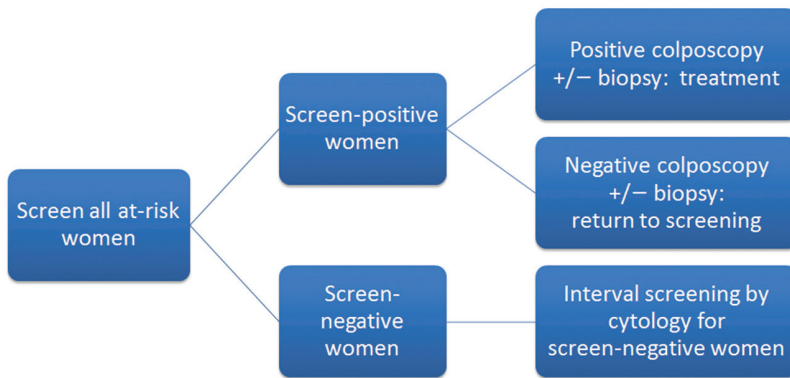 Screen all at-risk
women
Screen-positive
women
Positive colposcopy
+/− biopsy:  treatment
Negative colposcopy
+/− biopsy:
return to screening
Screen-
negative
women
Interval screening by
cytology for
screen-negative women